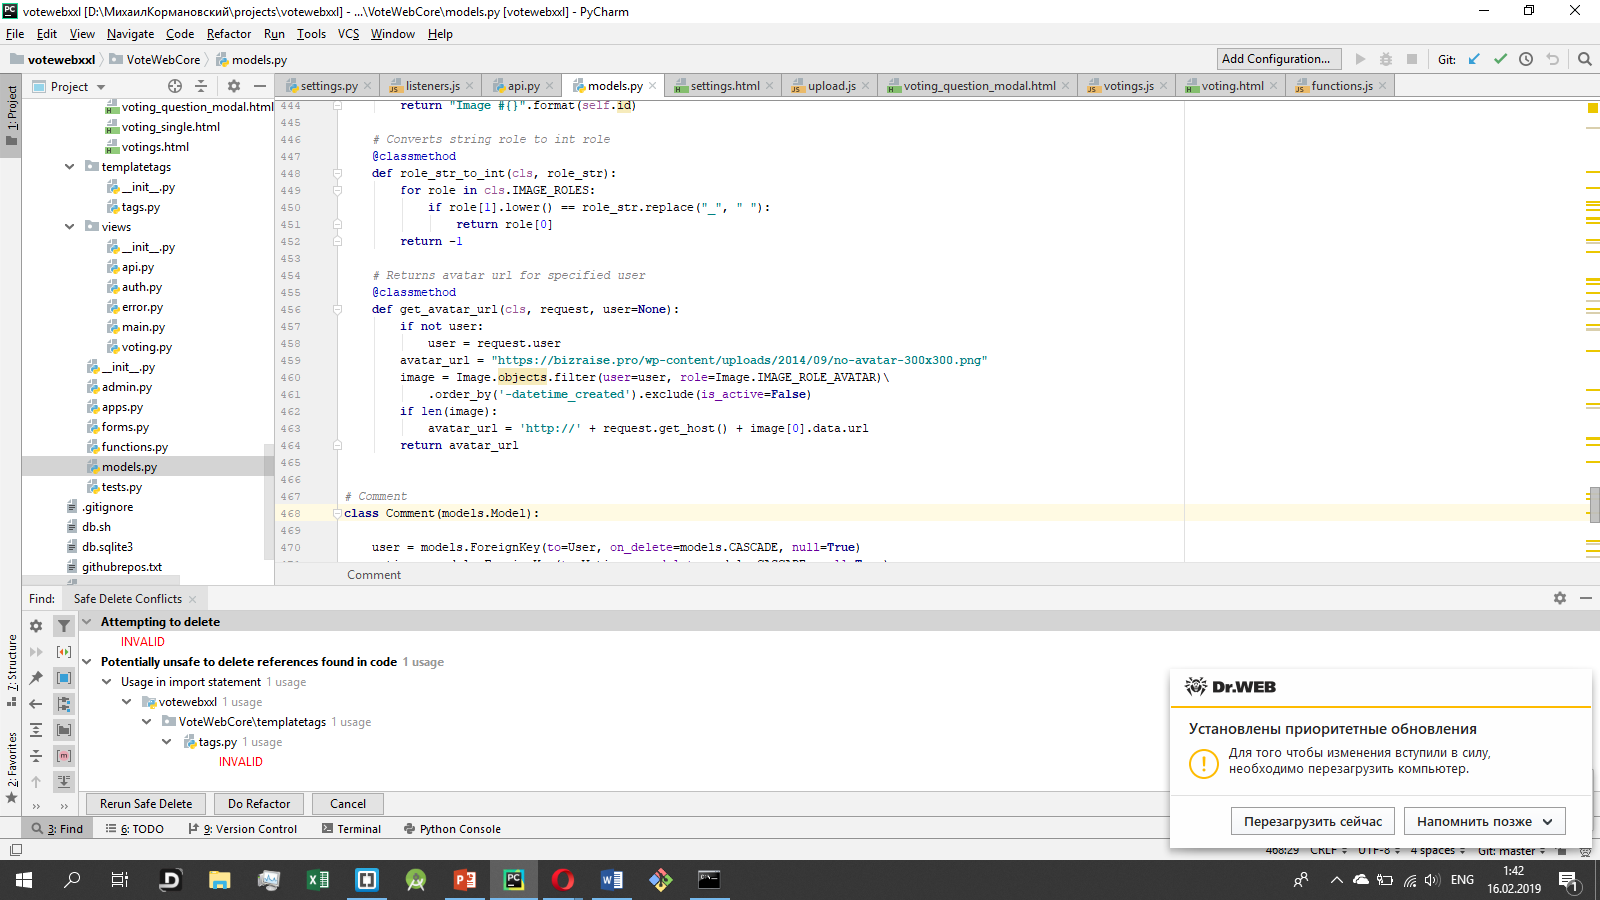 votewebxxl [D:\МихаилКормановский\projects\votewebxxl] - ...\VoteWebCore\models.py [votewebxxl] - PyCharm
File Edit View Navigate Code Refactor Run Tools VCS Window Help
votewebxxl VoteWebCore models.py Add Configuration... Git:
Project settings.py listeners.js api.py models.py settings.html upload.js voting_question_modal.html votings.js voting.html functions.js
1: Project
7: Structure
2: Favorites
voting_question_modal.html
voting_single.html
votings.html
templatetags
__init__.py
tags.py
views
__init__.py
api.py
auth.py
error.py
main.py
voting.py
__init__.py
admin.py
apps.py
forms.py
functions.py
models.py
tests.py
.gitignore
db.sh
db.sqlite3
githubrepos.txt
444 return "Image #{}".format(self.id)
445
446 # Converts string role to int role
447 @classmethod
448 def role_str_to_int(cls, role_str):
449 for role in cls.IMAGE_ROLES:
450 if role[1].lower() == role_str.replace("_", " "):
451 return role[0]
452 return -1
453
454 # Returns avatar url for specified user
455 @classmethod
456 def get_avatar_url(cls, request, user=None):
457 if not user:
458 user = request.user
459 avatar_url = "https://bizraise.pro/wp-content/uploads/2014/09/no-avatar-300x300.png"
460 image = Image.objects.filter(user=user, role=Image.IMAGE_ROLE_AVATAR)\
461 .order_by('-datetime_created').exclude(is_active=False)
462 if len(image):
463 avatar_url = 'http://' + request.get_host() + image[0].data.url
464 return avatar_url
465
466
467 # Comment
468 class Comment(models.Model):
469
470 user = models.ForeignKey(to=User, on_delete=models.CASCADE, null=True)
Comment
Find: Safe Delete Conflicts
Attempting to delete
INVALID
Potentially unsafe to delete references found in code 1 usage
Usage in import statement 1 usage
votewebxxl 1 usage
VoteWebCore\templatetags 1 usage
tags.py 1 usage
INVALID
Rerun Safe Delete Do Refactor Cancel
3: Find 6: TODO 9: Version Control Terminal Python Console
Dr.WEB
Установлены приоритетные обновления
Для того чтобы изменения вступили в силу,
необходимо перезагрузить компьютер.
Перезагрузить сейчас Напомнить позже
468:29 CRLF UTF-8 4 spaces Git: master
ENG
1:42
16.02.2019
1